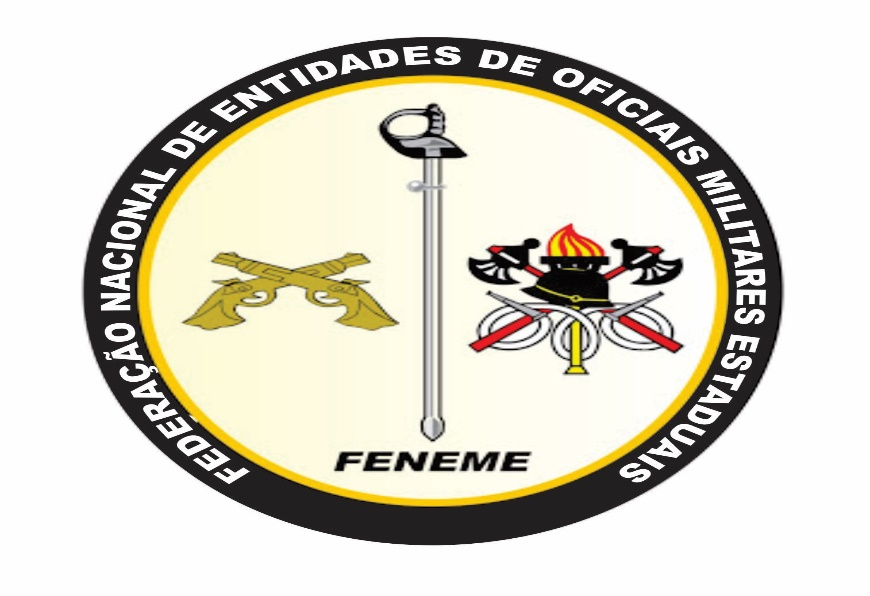 FEDERAÇÃO NACIONAL DE ENTIDADES DE OFICIAIS MILITARES ESTADUAIS
FENEME